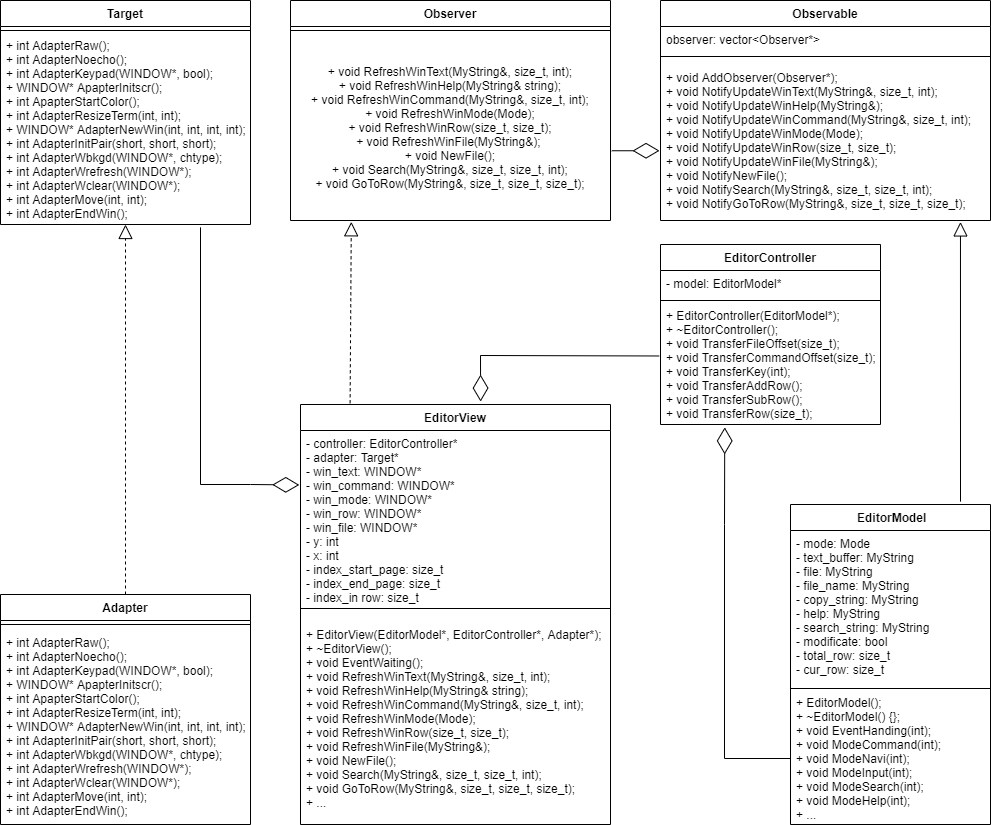 Target
+ int AdapterRaw();
+ int AdapterNoecho();
+ int AdapterKeypad(WINDOW*, bool);
+ WINDOW* ApapterInitscr();
+ int ApapterStartColor();
+ int AdapterResizeTerm(int, int);
+ WINDOW* AdapterNewWin(int, int, int, int);
+ int AdapterInitPair(short, short, short);
+ int AdapterWbkgd(WINDOW*, chtype);
+ int AdapterWrefresh(WINDOW*);
+ int AdapterWclear(WINDOW*);
+ int AdapterMove(int, int);
+ int AdapterEndWin();
Observer
+ void RefreshWinText(MyString&, size_t, int);
+ void RefreshWinHelp(MyString& string);
+ void RefreshWinCommand(MyString&, size_t, int);
+ void RefreshWinMode(Mode);
+ void RefreshWinRow(size_t, size_t);
+ void RefreshWinFile(MyString&);
+ void NewFile();
+ void Search(MyString&, size_t, size_t, int);
+ void GoToRow(MyString&, size_t, size_t, size_t);
Observable
observer: vector<Observer*>
+ void AddObserver(Observer*);
+ void NotifyUpdateWinText(MyString&, size_t, int);
+ void NotifyUpdateWinHelp(MyString&);
+ void NotifyUpdateWinCommand(MyString&, size_t, int);
+ void NotifyUpdateWinMode(Mode);
+ void NotifyUpdateWinRow(size_t, size_t);
+ void NotifyUpdateWinFile(MyString&);
+ void NotifyNewFile();
+ void NotifySearch(MyString&, size_t, size_t, int);
+ void NotifyGoToRow(MyString&, size_t, size_t, size_t);
EditorController
- model: EditorModel*
+ EditorController(EditorModel*);
+ ~EditorController();
+ void TransferFileOffset(size_t);
+ void TransferCommandOffset(size_t);
+ void TransferKey(int);
+ void TransferAddRow();
+ void TransferSubRow();
+ void TransferRow(size_t);
EditorView
- controller: EditorController*
- adapter: Target*
- win_text: WINDOW*
- win_command: WINDOW*
- win_mode: WINDOW*
- win_row: WINDOW*
- win_file: WINDOW*
- y: int
- x: int
- index_start_page: size_t
- index_end_page: size_t
- index_in row: size_t
+ EditorView(EditorModel*, EditorController*, Adapter*);
+ ~EditorView();
+ void EventWaiting();
+ void RefreshWinText(MyString&, size_t, int);
+ void RefreshWinHelp(MyString& string);
+ void RefreshWinCommand(MyString&, size_t, int);
+ void RefreshWinMode(Mode);
+ void RefreshWinRow(size_t, size_t);
+ void RefreshWinFile(MyString&);
+ void NewFile();
+ void Search(MyString&, size_t, size_t, int);
+ void GoToRow(MyString&, size_t, size_t, size_t);
+ ...
EditorModel
- mode: Mode
- text_buffer: MyString
- file: MyString
- file_name: MyString
- copy_string: MyString
- help: MyString
- search_string: MyString
- modificate: bool
- total_row: size_t
- cur_row: size_t
+ EditorModel();
+ ~EditorModel() {};
+ void EventHanding(int);
+ void ModeCommand(int);
+ void ModeNavi(int);
+ void ModeInput(int);
+ void ModeSearch(int);
+ void ModeHelp(int);
+ ...
Adapter
+ int AdapterRaw();
+ int AdapterNoecho();
+ int AdapterKeypad(WINDOW*, bool);
+ WINDOW* ApapterInitscr();
+ int ApapterStartColor();
+ int AdapterResizeTerm(int, int);
+ WINDOW* AdapterNewWin(int, int, int, int);
+ int AdapterInitPair(short, short, short);
+ int AdapterWbkgd(WINDOW*, chtype);
+ int AdapterWrefresh(WINDOW*);
+ int AdapterWclear(WINDOW*);
+ int AdapterMove(int, int);
+ int AdapterEndWin();